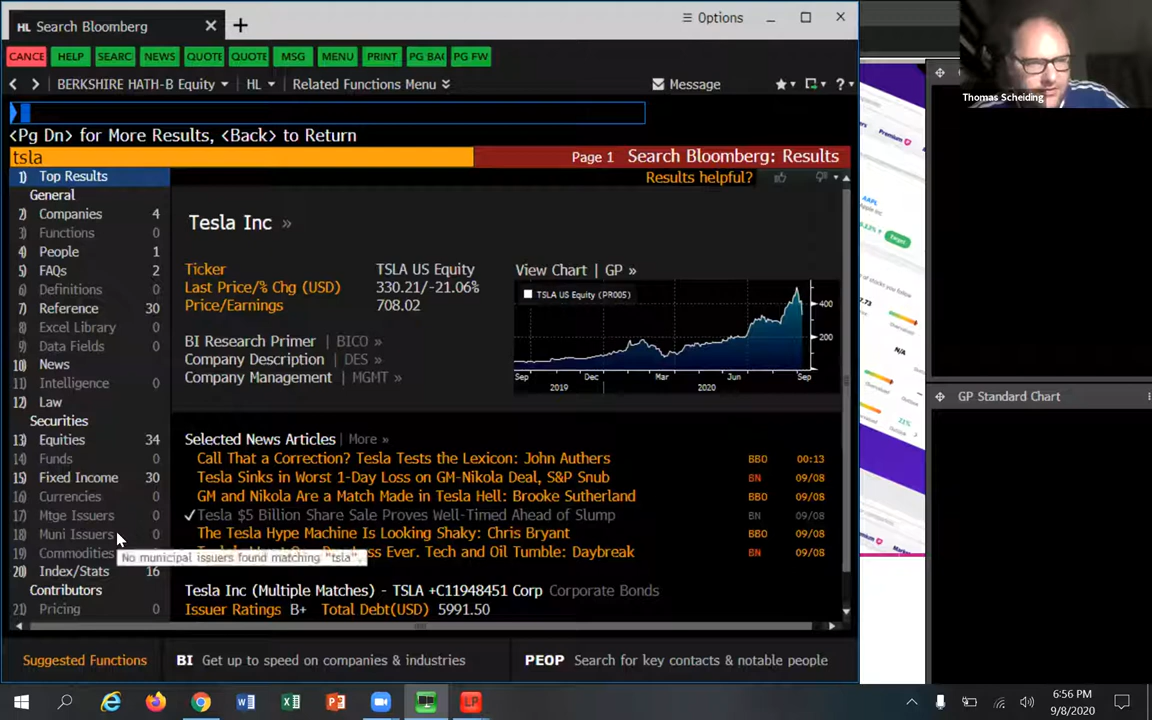 HL Search Bloomberg
Options
CANCE HELP SEARC NEWS QUOTE QUOTE MSG MENU PRINT PG BAC PG FW
BERKSHIRE HATH-B Equity HL Related Functions Menu Message
<Pg Dn> for More Results, <Back> to Return
tsla Page 1 Search Bloomberg: Results
Results helpful?
1) Top Results
General
2) Companies 4
3) Functions 0
4) People 1
5) FAQs 2
6) Definitions 0
7) Reference 30
8) Excel Library 0
9) Data Fields 0
10) News
11) Intelligence 0
12) Law
Securities
13) Equities 34
14) Funds 0
15) Fixed Income 30
16) Currencies 0
17) Mtge Issuers 0
18) Muni Issuers 0
19) Commodities
20) Index/Stats 16
Contributors
21) Pricing 0
No municipal issuers found matching "tsla".
Tesla Inc »
Ticker TSLA US Equity
Last Price/% Chg (USD) 330.21/-21.06%
Price/Earnings 708.02
BI Research Primer | BICO »
Company Description | DES »
Company Management | MGMT »
View Chart | GP »
TSLA US Equity (PR005)
400
200
Sep Dec Mar Jun Sep
2019 2020
Selected News Articles | More »
Call That a Correction? Tesla Tests the Lexicon: John Authers BBO 00:13
Tesla Sinks in Worst 1-Day Loss on GM-Nikola Deal, S&P Snub BN 09/08
GM and Nikola Are a Match Made in Tesla Hell: Brooke Sutherland BBO 09/08
Tesla $5 Billion Share Sale Proves Well-Timed Ahead of Slump BN 09/08
The Tesla Hype Machine Is Looking Shaky: Chris Bryant BBO 09/08
Ever. Tech and Oil Tumble: Daybreak BN 09/08
Tesla Inc (Multiple Matches) - TSLA +C11948451 Corp Corporate Bonds
Issuer Ratings B+ Total Debt(USD) 5991.50
Suggested Functions BI Get up to speed on companies & industries PEOP Search for key contacts & notable people
Thomas Scheiding
Premium
AAPL
Apple Inc
Target
of stocks you follow
N/A
22%
GP Standard Chart
6:56 PM
9/8/2020